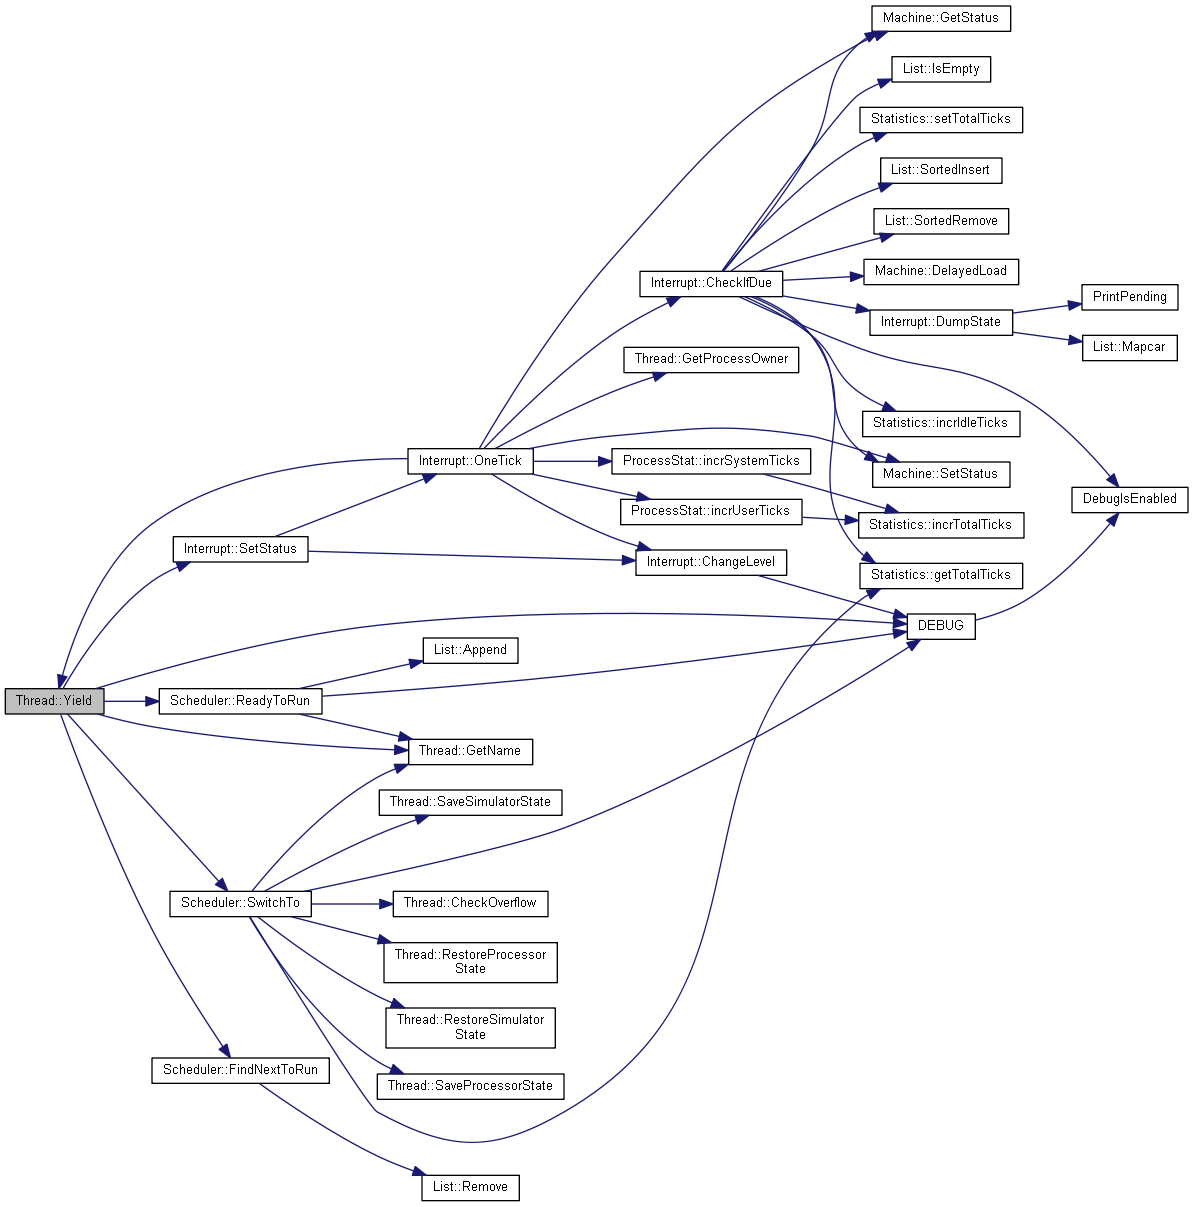 Machine::GetStatus
List::IsEmpty
Statistics::setTotalTicks
List::SortedInsert
List::SortedRemove
Machine::DelayedLoad
Interrupt::CheckIfDue
PrintPending
Interrupt::DumpState
List::Mapcar
Thread::GetProcessOwner
Statistics::incrIdleTicks
Interrupt::OneTick
ProcessStat::incrSystemTicks
Machine::SetStatus
DebugIsEnabled
ProcessStat::incrUserTicks
Statistics::incrTotalTicks
Interrupt::SetStatus
Interrupt::ChangeLevel
Statistics::getTotalTicks
DEBUG
List::Append
Thread::Yield
Scheduler::ReadyToRun
Thread::GetName
Thread::SaveSimulatorState
Scheduler::SwitchTo
Thread::CheckOverflow
Thread::RestoreProcessor
State
Thread::RestoreSimulator
State
Scheduler::FindNextToRun
Thread::SaveProcessorState
List::Remove